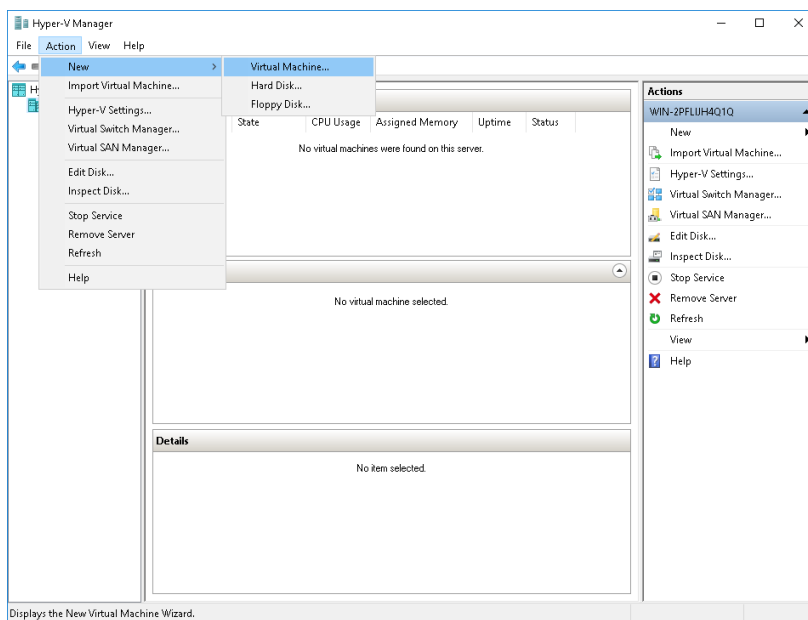 Hyper-V Manager
File Action View Help
New
Import Virtual Machine...
Hyper-V Settings...
Virtual Switch Manager...
Virtual SAN Manager...
Edit Disk...
Inspect Disk...
Stop Service
Remove Server
Refresh
Help
Virtual Machine...
Hard Disk...
Floppy Disk...
State CPU Usage Assigned Memory Uptime Status
No virtual machines were found on this server.
No virtual machine selected.
Details
No item selected.
Actions
WIN-2PFLIJH4Q1Q
New
Import Virtual Machine...
Hyper-V Settings...
Virtual Switch Manager...
Virtual SAN Manager...
Edit Disk...
Inspect Disk...
Stop Service
Remove Server
Refresh
View
Help
Displays the New Virtual Machine Wizard.